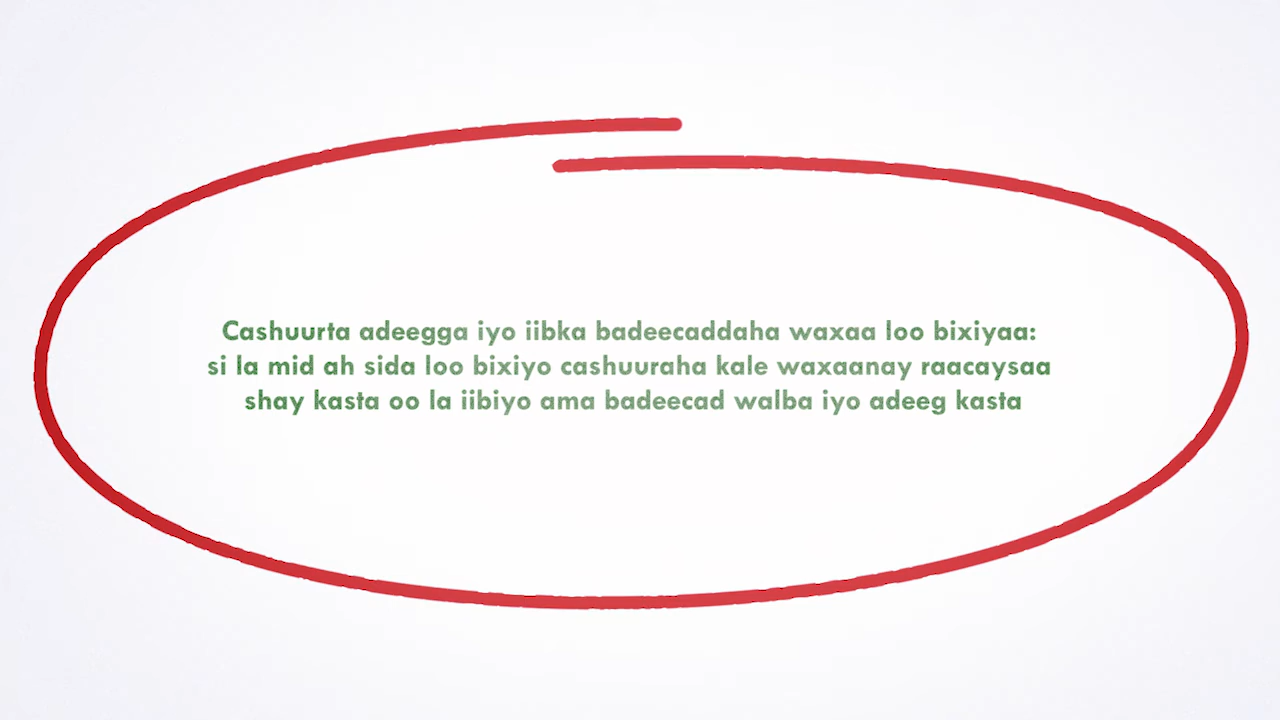 Cashuurta adeegga iyo iibka badeecaddaha waxaa loo bixiyaa:
si la mid ah sida loo bixiyo cashuuraha kale waxaanay raacaysaa
shay kasta oo la iibiyo ama badeecad walba iyo adeeg kasta